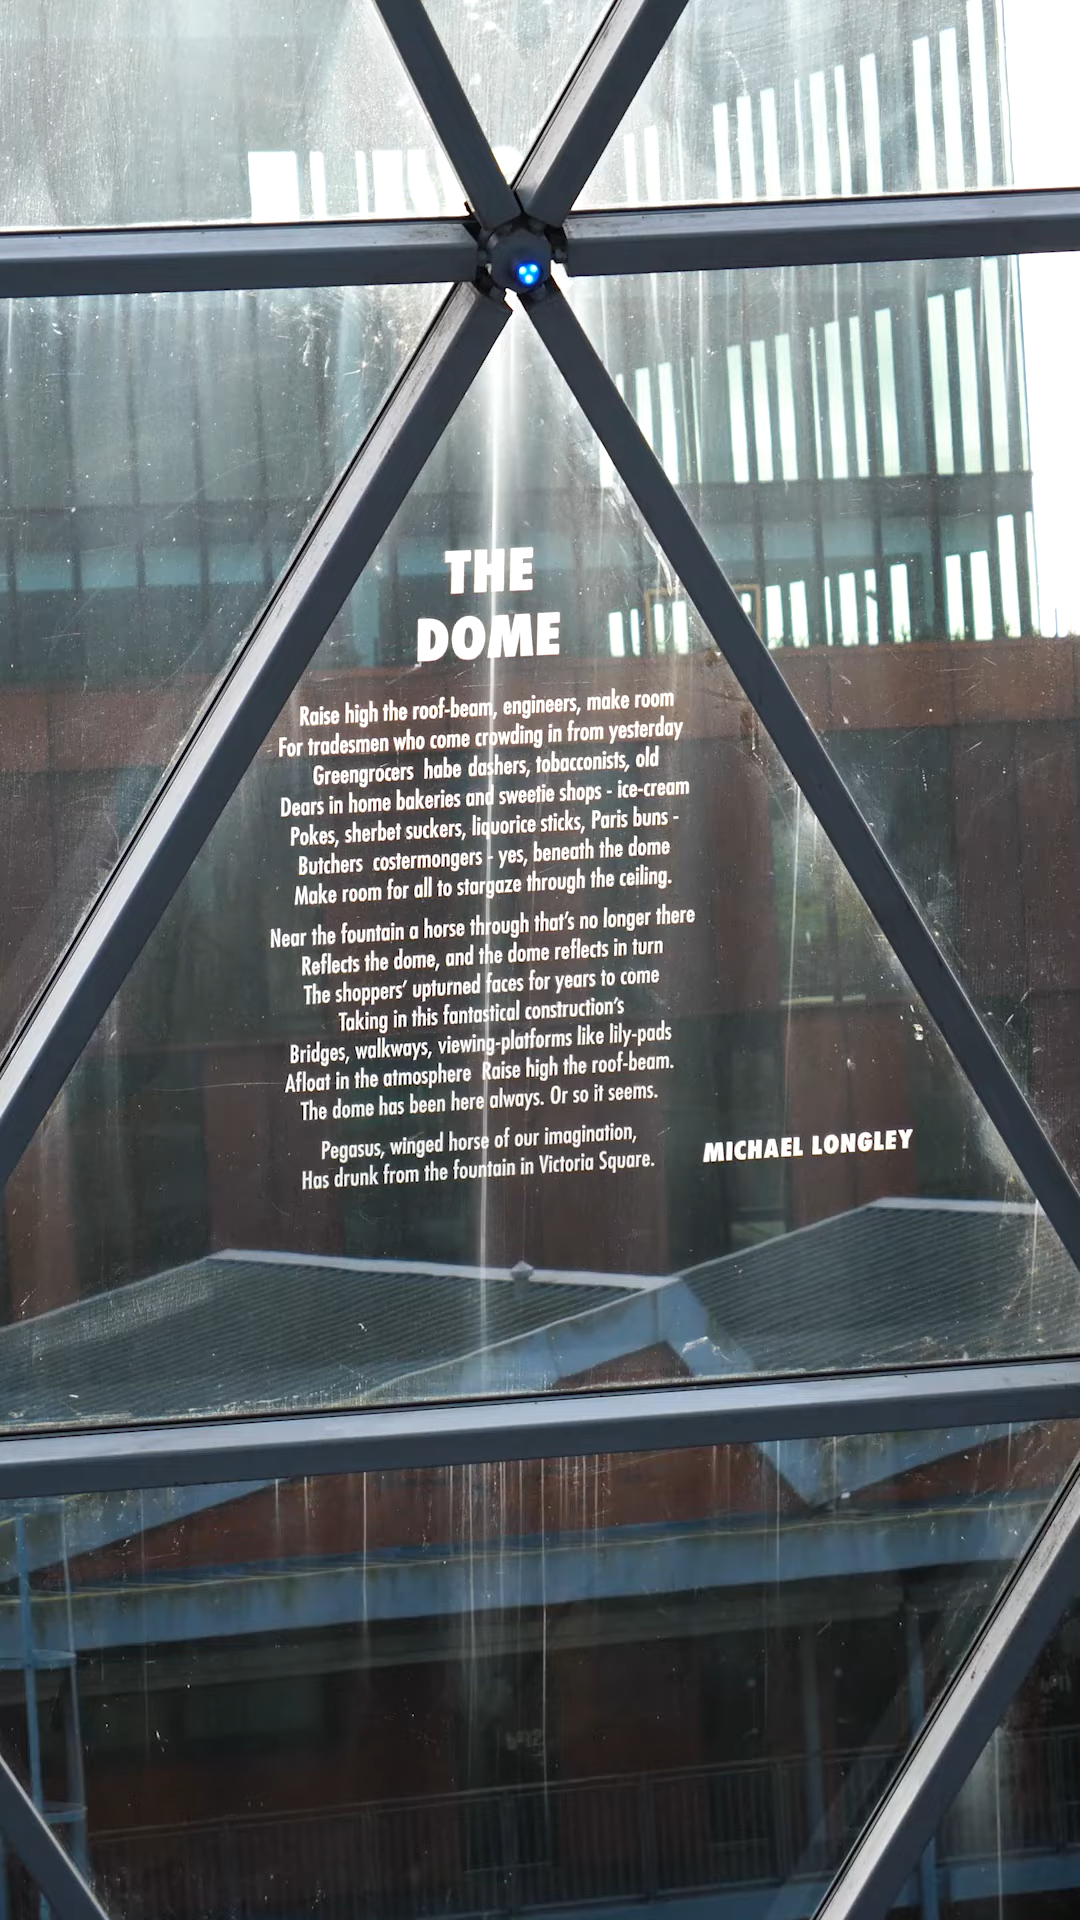 THE
DOME
Raise high the roof-beam, engineers, make room
For tradesmen who come crowding in from yesterday
Greengrocers habe dashers, tobacconists, old
Dears in home bakeries and sweetie shops - ice-cream
Pokes, sherbet suckers, liquorice sticks, Paris buns -
Butchers costermongers - yes, beneath the dome
Make room for all to stargaze through the ceiling.
Near the fountain a horse through that's no longer there
Reflects the dome, and the dome reflects in turn
The shoppers' upturned faces for years to come
Taking in this fantastical construction's
Bridges, walkways, viewing-platforms like lily-pads
Afloat in the atmosphere Raise high the roof-beam.
The dome has been here always. Or so it seems.
Pegasus, winged horse of our imagination,
Has drunk from the fountain in Victoria Square.
MICHAEL LONGLEY